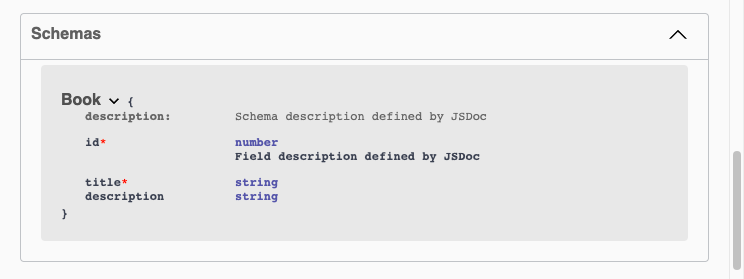 Schemas
Book {
description: Schema description defined by JSDoc
id* number
Field description defined by JSDoc
title* string
description string
}